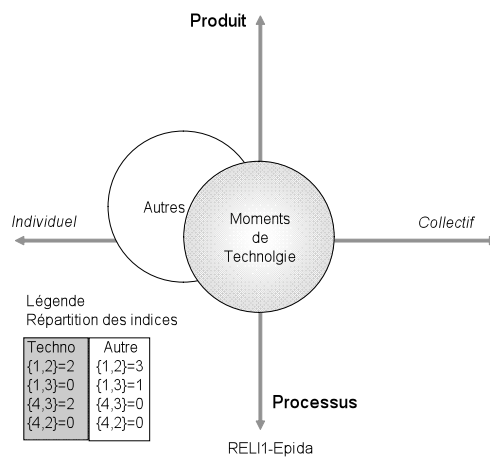 Produit
Autres
Moments
de
Technolgie
Individuel
Collectif
Légende
Répartition des indices
Techno Autre
{1,2}=2 {1,2}=3
{1,3}=0 {1,3}=1
{4,3}=2 {4,3}=0
{4,2}=0 {4,2}=0
Processus
RELI1-Epida